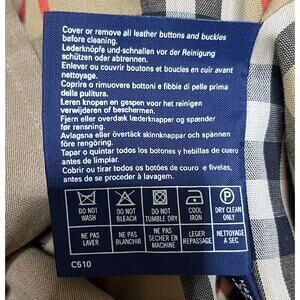 Cover or remove all leather buttons and buckles
before cleaning.
Lederknöpfe und-schnallen vor der Reinigung
schützen oder abtrennen.
Enlever ou couvrir boutons et boucles en cuir avant
nettoyage.
Coprire o rimuovere bottoni e fibbie di pelle prima
della pulitura.
Leren knopen en gespen voor het reinigen
verwijderen of beschermen.
Fjern eller overdæk læderknapper og spænder
før rensning.
Avlagsna eller övertäck skinnknappar och spännen
före rengöring.
Tapar o quintar todos los botones y hebillas de cuero
antes de limpiar.
Cobrir ou tirar todos os botões de couro e fivelas,
antes de se proceder à lavagem.
DO NOT WASH
DO NOT BLEACH
DO NOT TUMBLE DRY
COOL IRON
P
DRY CLEAN ONLY
NE PAS LAVER
NE PAS BLANCHIR
NE PAS SECHER EN MACHINE
LEGER REPASSAGE
NETTOYAGE A SEC
C510